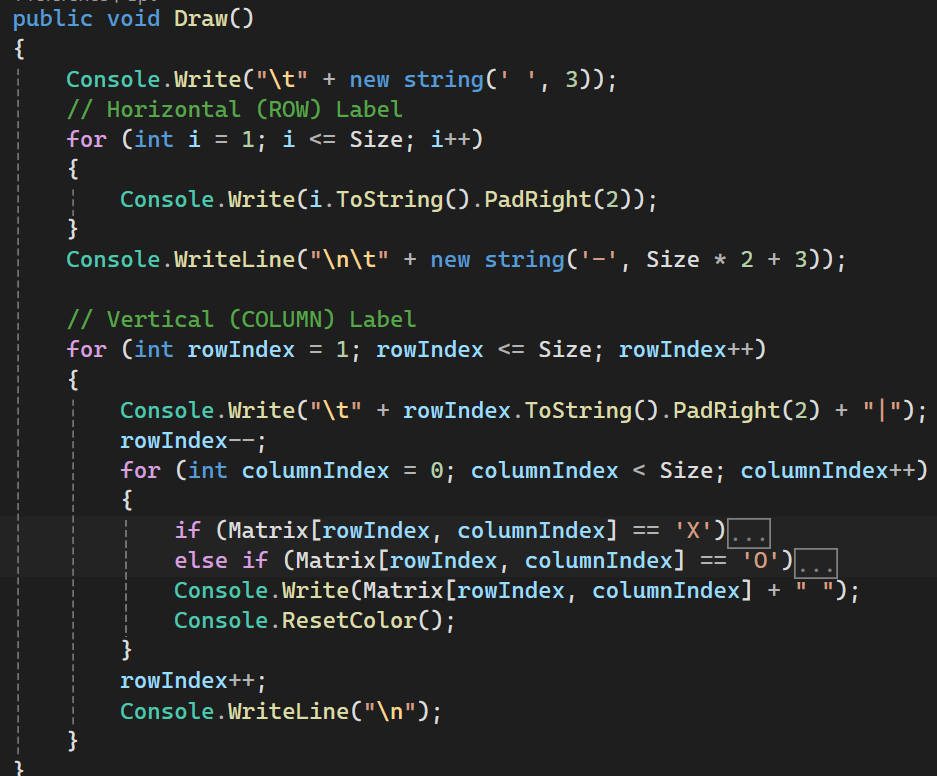 public void Draw()
{
    Console.Write("\t" + new string(' ', 3));
    // Horizontal (ROW) Label
    for (int i = 1; i <= Size; i++)
    {
        Console.Write(i.ToString().PadRight(2));
    }
    Console.WriteLine("\n\t" + new string('-', Size * 2 + 3));

    // Vertical (COLUMN) Label
    for (int rowIndex = 1; rowIndex <= Size; rowIndex++)
    {
        Console.Write("\t" + rowIndex.ToString().PadRight(2) + "|");
        rowIndex--;
        for (int columnIndex = 0; columnIndex < Size; columnIndex++)
        {
            if (Matrix[rowIndex, columnIndex] == 'X')...
            else if (Matrix[rowIndex, columnIndex] == 'O')...
            Console.Write(Matrix[rowIndex, columnIndex] + " ");
            Console.ResetColor();
        }
        rowIndex++;
        Console.WriteLine("\n");
    }
}